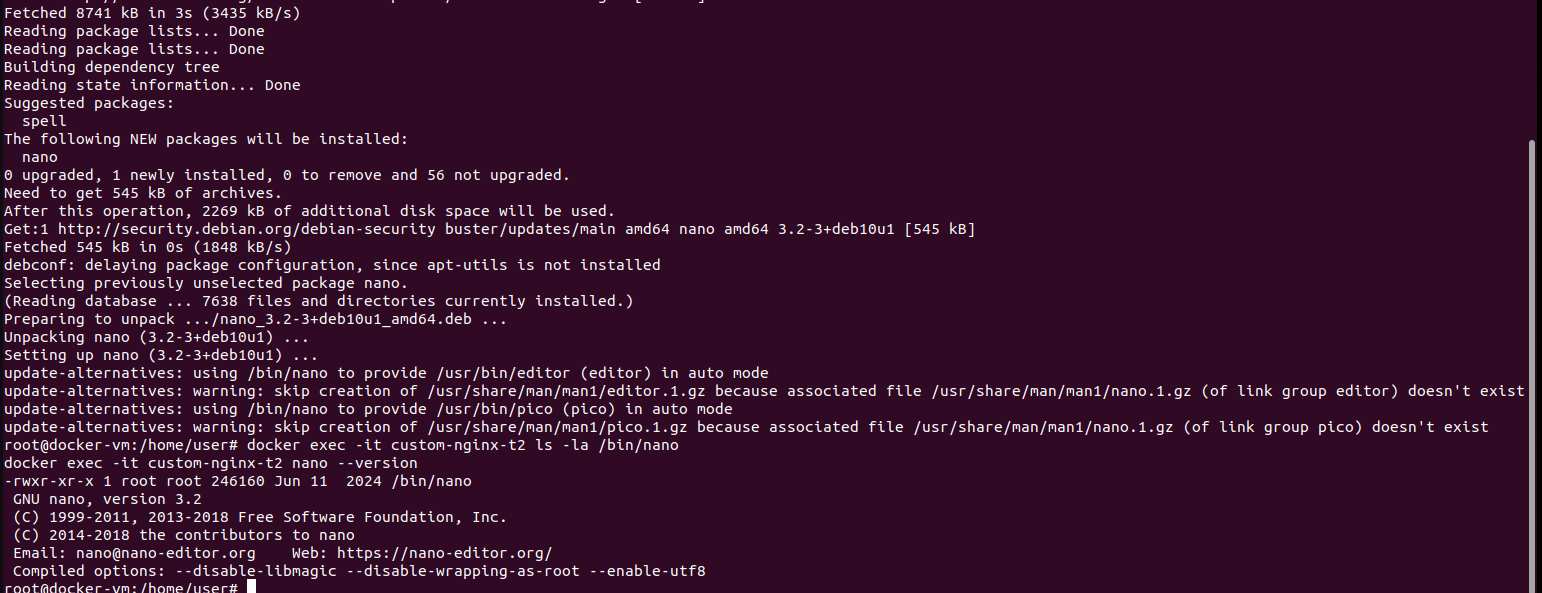 Fetched 8741 kB in 3s (3435 kB/s)
Reading package lists... Done
Reading package lists... Done
Building dependency tree
Reading state information... Done
Suggested packages:
  spell
The following NEW packages will be installed:
  nano
0 upgraded, 1 newly installed, 0 to remove and 56 not upgraded.
Need to get 545 kB of archives.
After this operation, 2269 kB of additional disk space will be used.
Get:1 http://security.debian.org/debian-security buster/updates/main amd64 nano amd64 3.2-3+deb10u1 [545 kB]
Fetched 545 kB in 0s (1848 kB/s)
debconf: delaying package configuration, since apt-utils is not installed
Selecting previously unselected package nano.
(Reading database ... 7638 files and directories currently installed.)
Preparing to unpack .../nano_3.2-3+deb10u1_amd64.deb ...
Unpacking nano (3.2-3+deb10u1) ...
Setting up nano (3.2-3+deb10u1) ...
update-alternatives: using /bin/nano to provide /usr/bin/editor (editor) in auto mode
update-alternatives: warning: skip creation of /usr/share/man/man1/editor.1.gz because associated file /usr/share/man/man1/nano.1.gz (of link group editor) doesn't exist
update-alternatives: using /bin/nano to provide /usr/bin/pico (pico) in auto mode
update-alternatives: warning: skip creation of /usr/share/man/man1/pico.1.gz because associated file /usr/share/man/man1/nano.1.gz (of link group pico) doesn't exist
root@docker-vm:/home/user# docker exec -it custom-nginx-t2 ls -la /bin/nano
docker exec -it custom-nginx-t2 nano --version
-rwxr-xr-x 1 root root 246160 Jun 11  2024 /bin/nano
 GNU nano, version 3.2
 (C) 1999-2011, 2013-2018 Free Software Foundation, Inc.
 (C) 2014-2018 the contributors to nano
 Email: nano@nano-editor.org    Web: https://nano-editor.org/
 Compiled options: --disable-libmagic --disable-wrapping-as-root --enable-utf8
root@docker-vm:/home/user#